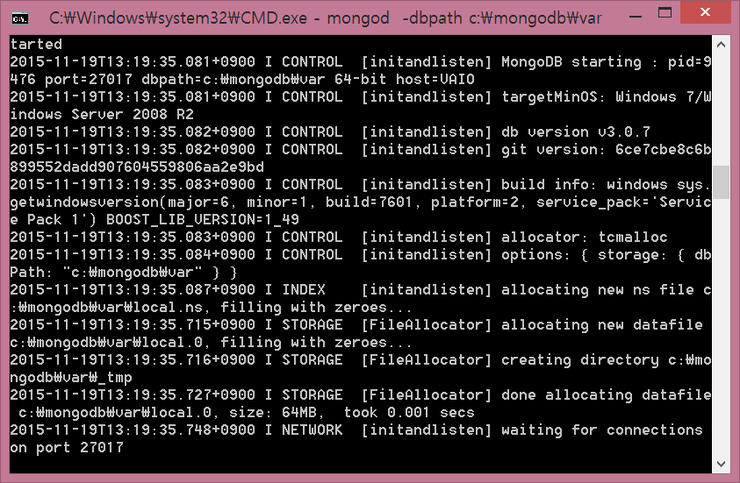 C:₩Windows₩system32₩CMD.exe - mongod  -dbpath c:₩mongodb₩var
tarted
2015-11-19T13:19:35.081+0900 I CONTROL  [initandlisten] MongoDB starting : pid=9
476 port=27017 dbpath=c:₩mongodb₩var 64-bit host=VAIO
2015-11-19T13:19:35.081+0900 I CONTROL  [initandlisten] targetMinOS: Windows 7/W
indows Server 2008 R2
2015-11-19T13:19:35.082+0900 I CONTROL  [initandlisten] db version v3.0.7
2015-11-19T13:19:35.082+0900 I CONTROL  [initandlisten] git version: 6ce7cbe8c6b
899552dadd907604559806aa2e9bd
2015-11-19T13:19:35.083+0900 I CONTROL  [initandlisten] build info: windows sys.
getwindowsversion(major=6, minor=1, build=7601, platform=2, service_pack='Servic
e Pack 1') BOOST_LIB_VERSION=1_49
2015-11-19T13:19:35.083+0900 I CONTROL  [initandlisten] allocator: tcmalloc
2015-11-19T13:19:35.084+0900 I CONTROL  [initandlisten] options: { storage: { db
Path: "c:₩mongodb₩var" } }
2015-11-19T13:19:35.087+0900 I INDEX    [initandlisten] allocating new ns file c
:₩mongodb₩var₩local.ns, filling with zeroes...
2015-11-19T13:19:35.715+0900 I STORAGE  [FileAllocator] allocating new datafile
c:₩mongodb₩var₩local.0, filling with zeroes...
2015-11-19T13:19:35.716+0900 I STORAGE  [FileAllocator] creating directory c:₩mo
ngodb₩var₩_tmp
2015-11-19T13:19:35.727+0900 I STORAGE  [FileAllocator] done allocating datafile
 c:₩mongodb₩var₩local.0, size: 64MB,  took 0.001 secs
2015-11-19T13:19:35.748+0900 I NETWORK  [initandlisten] waiting for connections
on port 27017